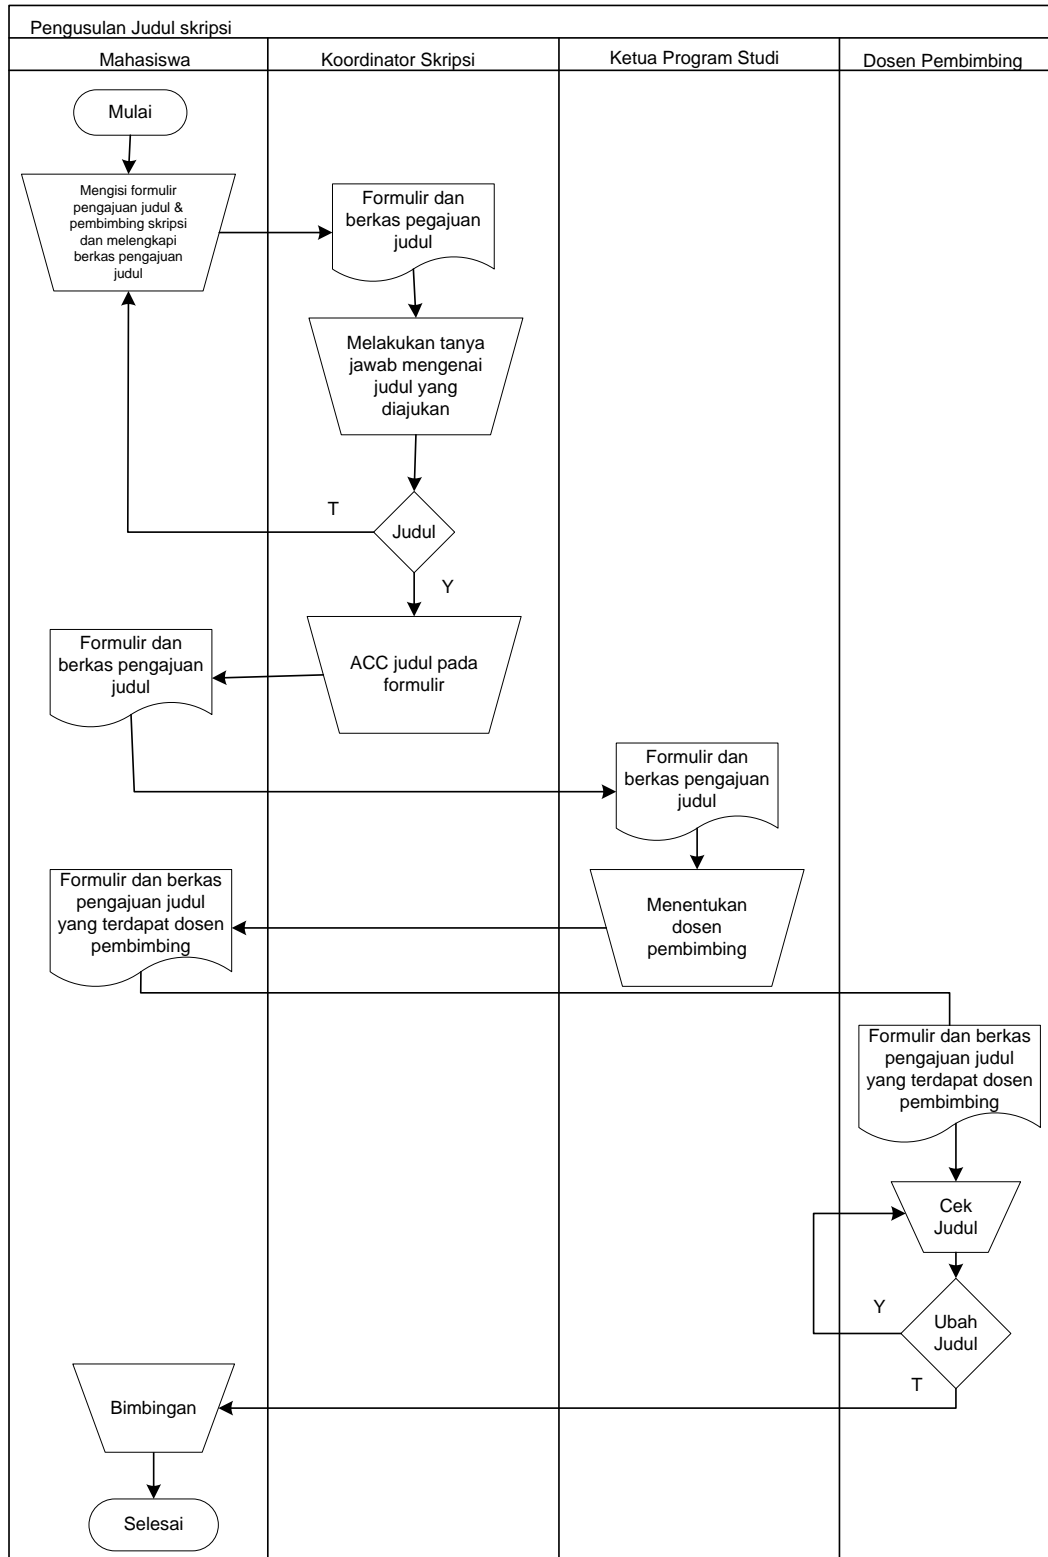 Pengusulan Judul skripsi
Mahasiswa
Koordinator Skripsi
Ketua Program Studi
Dosen Pembimbing
Mulai
Mengisi formulir
pengajuan judul &
pembimbing skripsi
dan melengkapi
berkas pengajuan
judul
Formulir dan
berkas pegajuan
judul
Melakukan tanya
jawab mengenai
judul yang
diajukan
T
Judul
Y
ACC judul pada
formulir
Formulir dan
berkas pengajuan
judul
Formulir dan
berkas pengajuan
judul
Menentukan
dosen
pembimbing
Formulir dan berkas
pengajuan judul
yang terdapat dosen
pembimbing
Formulir dan berkas
pengajuan judul
yang terdapat dosen
pembimbing
Cek
Judul
Y
Ubah
Judul
T
Bimbingan
Selesai